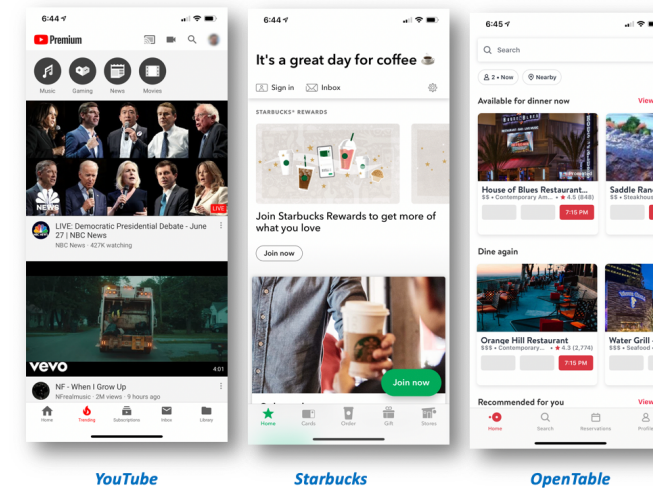 6:44
Premium
Music Gaming News Movies
NEWS
LIVE
LIVE: Democratic Presidential Debate - June
27 | NBC News
NBC News · 427K watching
vevo
4:01
NF - When I Grow Up
NFrealmusic · 2M views · 9 hours ago
Home Trending Subscriptions Inbox Library
YouTube
6:44
It's a great day for coffee
Sign in Inbox
STARBUCKS® REWARDS
Join Starbucks Rewards to get more of
what you love
Join now
Join now
Home Cards Order Gift Stores
Starbucks
6:45
Search
2 • Now Nearby
Available for dinner now View
Promoted
House of Blues Restaurant... Saddle Ran
$$ • Contemporary Am... • ★ 4.5 (848) $$ • Steakhous
7:15 PM
Dine again
Orange Hill Restaurant Water Grill
$$$ • Contemporary... • ★ 4.3 (2,774) $$$ • Seafood •
7:15 PM
Recommended for you View
Home Search Reservations Profile
OpenTable